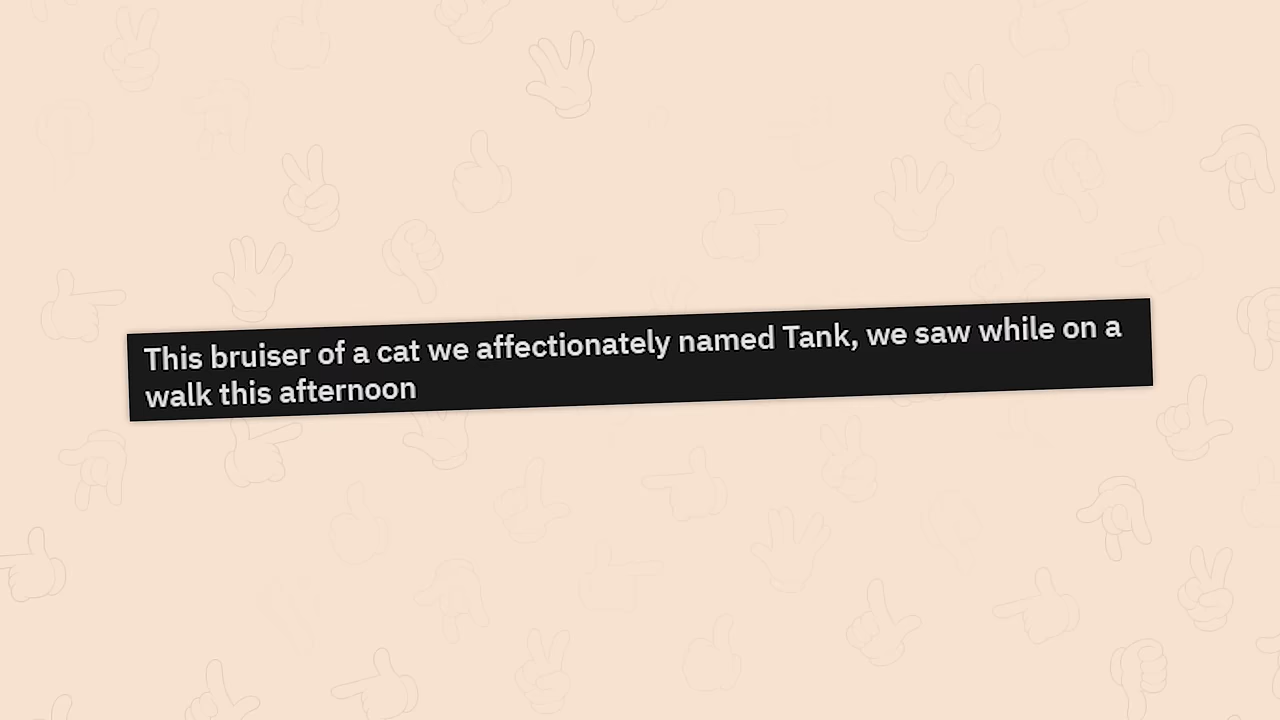 This bruiser of a cat we affectionately named Tank, we saw while on a
walk this afternoon